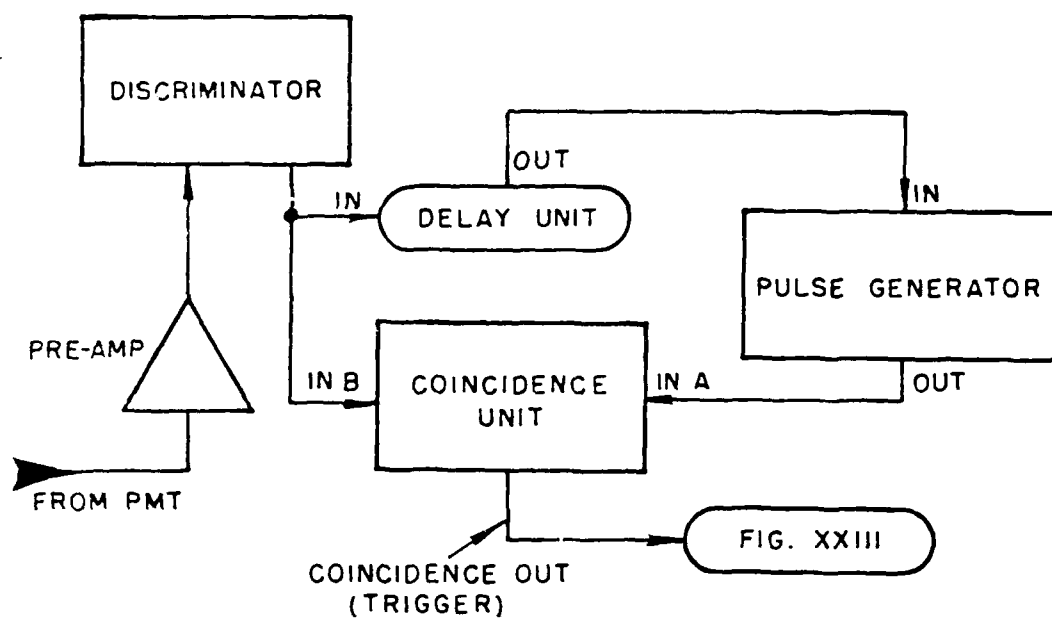 DISCRIMINATOR
OUT
IN
DELAY UNIT
IN
PULSE GENERATOR
PRE-AMP
IN B
COINCIDENCE
UNIT
IN A
OUT
FROM PMT
FIG. XXIII
COINCIDENCE OUT
(TRIGGER)